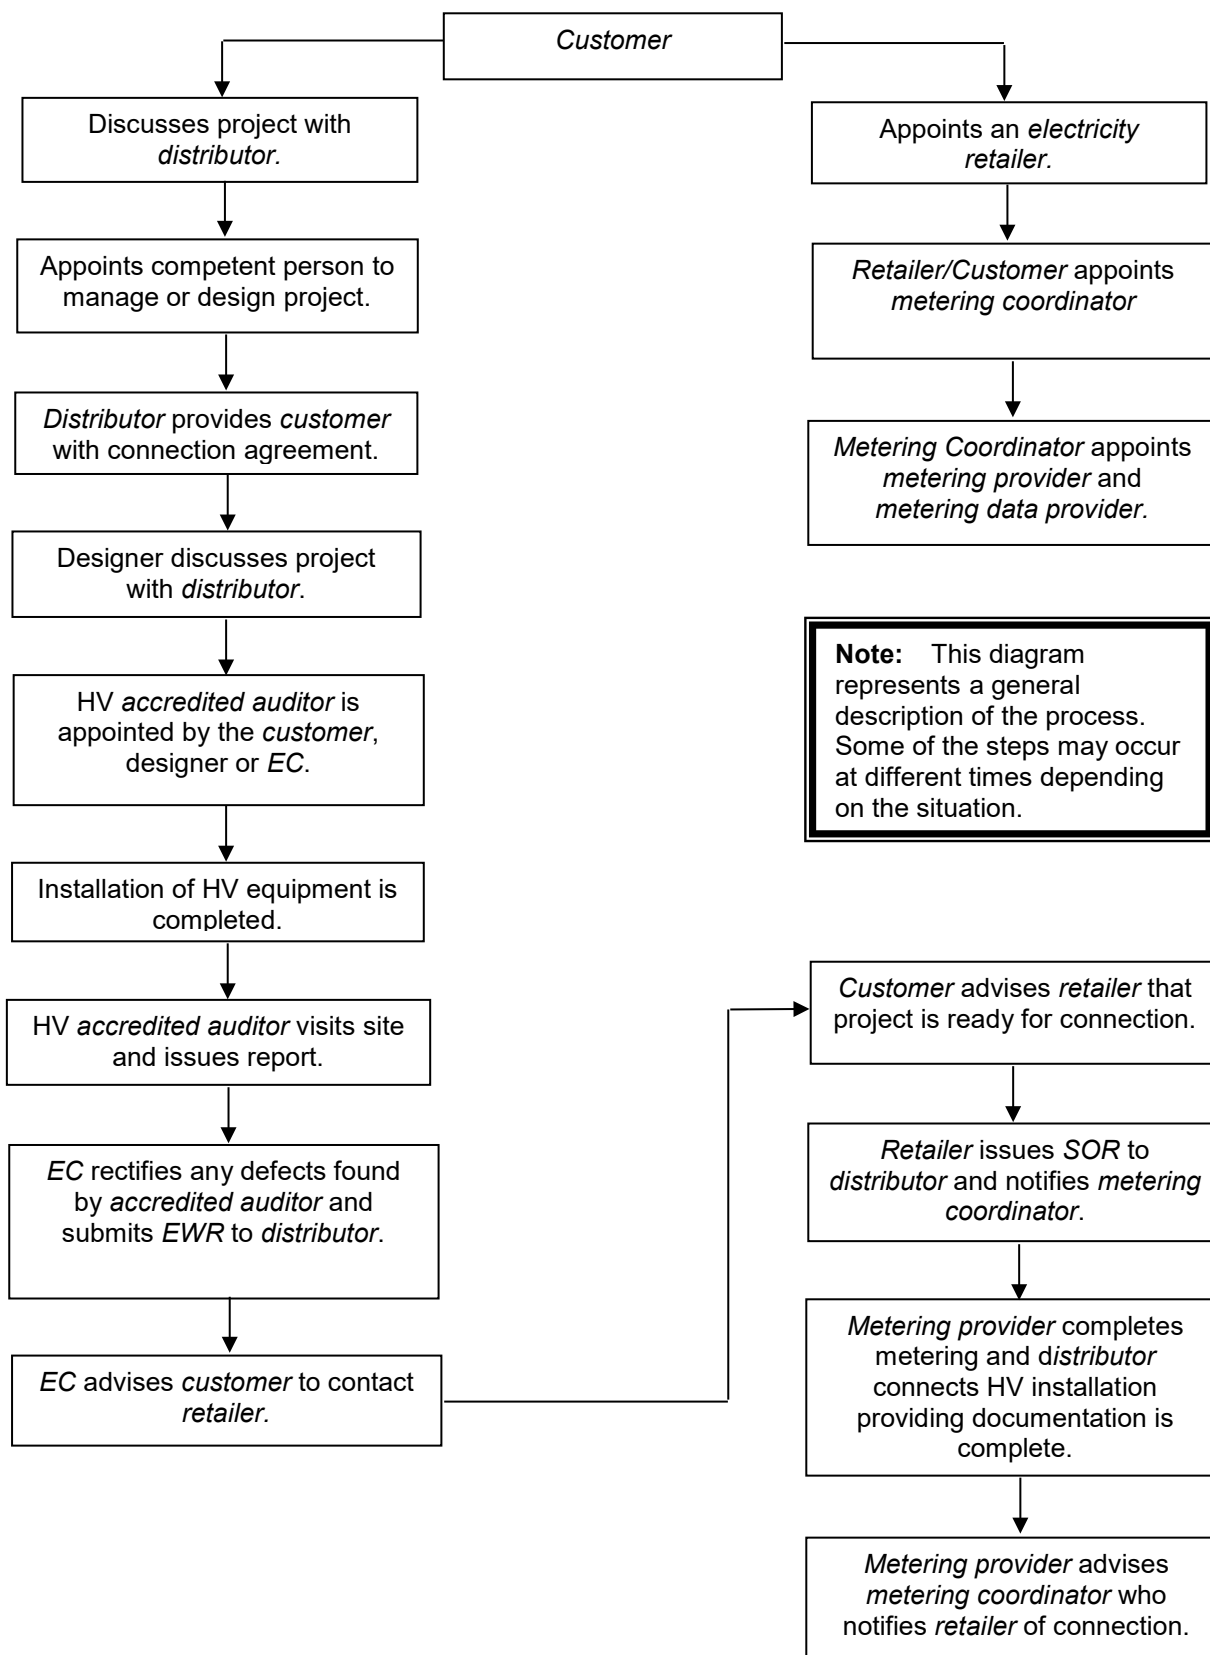 Customer
Discusses project with
distributor.
Appoints competent person to
manage or design project.
Distributor provides customer
with connection agreement.
Designer discusses project
with distributor.
HV accredited auditor is
appointed by the customer,
designer or EC.
Installation of HV equipment is
completed.
HV accredited auditor visits site
and issues report.
EC rectifies any defects found
by accredited auditor and
submits EWR to distributor.
EC advises customer to contact
retailer.
Appoints an electricity
retailer.
Retailer/Customer appoints
metering coordinator
Metering Coordinator appoints
metering provider and
metering data provider.
Note: This diagram
represents a general
description of the process.
Some of the steps may occur
at different times depending
on the situation.
Customer advises retailer that
project is ready for connection.
Retailer issues SOR to
distributor and notifies metering
coordinator.
Metering provider completes
metering and distributor
connects HV installation
providing documentation is
complete.
Metering provider advises
metering coordinator who
notifies retailer of connection.